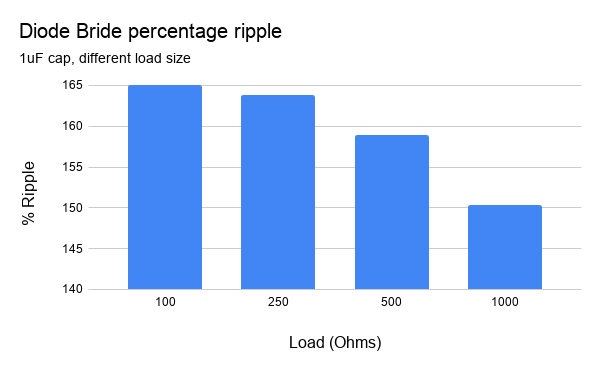 Diode Bride percentage ripple
1uF cap, different load size
% Ripple
165
160
155
150
145
140
100 250 500 1000
Load (Ohms)